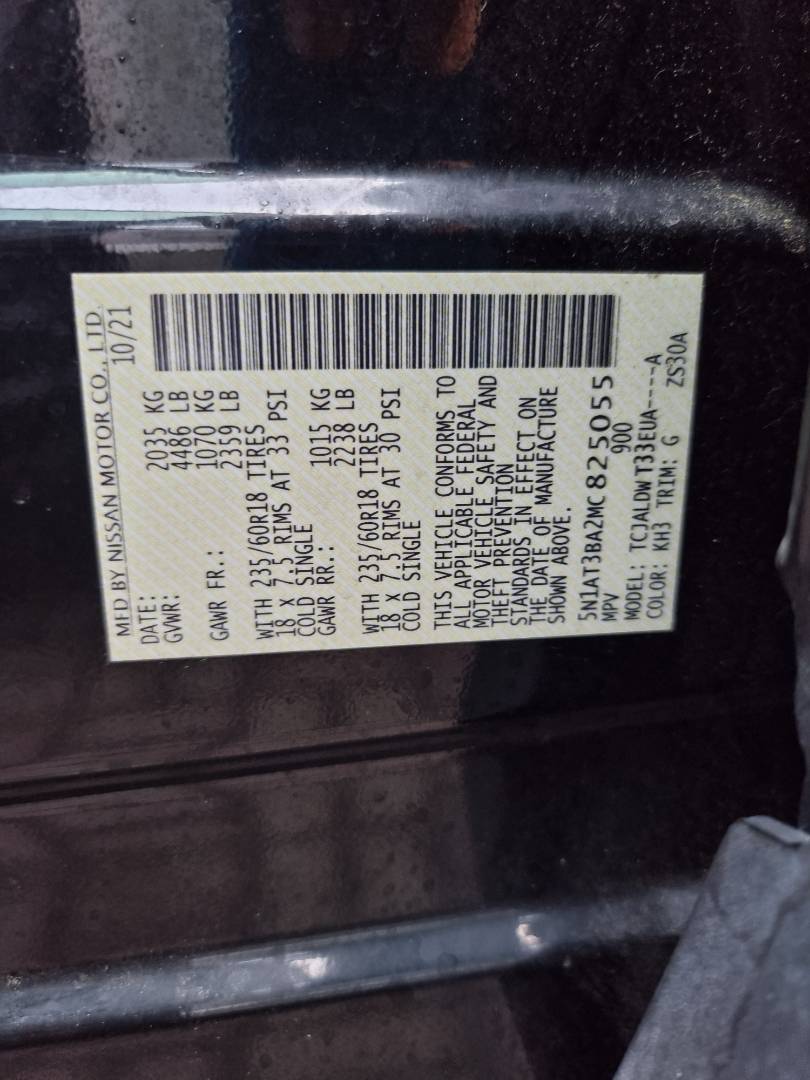 MFD BY NISSAN MOTOR CO., LTD.
DATE: 10/21
GVWR: 2035 KG
4486 LB
GAWR FR.: 1070 KG
2359 LB
WITH 235/60R18 TIRES
18 x 7.5 RIMS AT 33 PSI
COLD SINGLE
GAWR RR.: 1015 KG
2238 LB
WITH 235/60R18 TIRES
18 x 7.5 RIMS AT 30 PSI
COLD SINGLE
THIS VEHICLE CONFORMS TO
ALL APPLICABLE FEDERAL
MOTOR VEHICLE SAFETY AND
THEFT PREVENTION
STANDARDS IN EFFECT ON
THE DATE OF MANUFACTURE
SHOWN ABOVE.
5N1AT3BA2MC825055
MPV 900
MODEL: TCJALDW T33EUA----A
COLOR: KH3 TRIM: G ZS30A